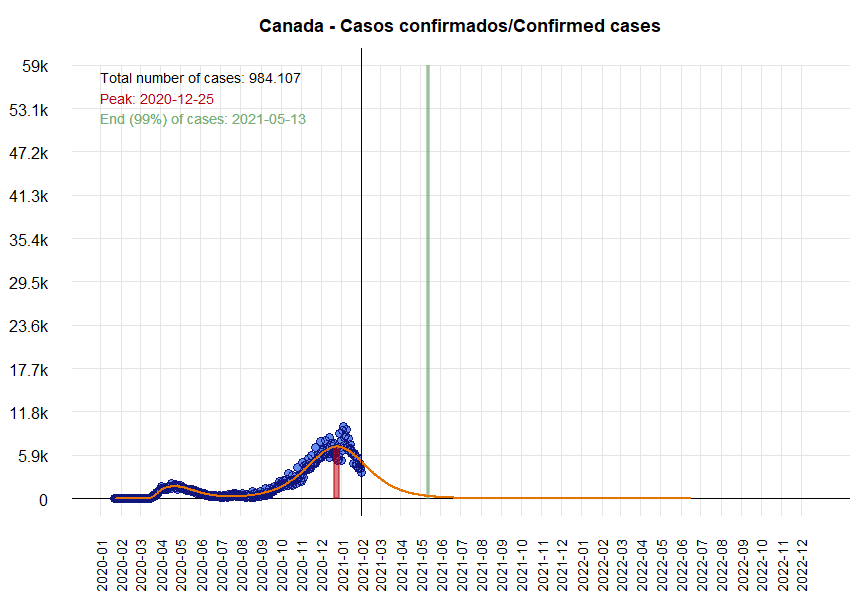 Canada - Casos confirmados/Confirmed cases
Total number of cases: 984.107
Peak: 2020-12-25
End (99%) of cases: 2021-05-13
59k
53.1k
47.2k
41.3k
35.4k
29.5k
23.6k
17.7k
11.8k
5.9k
0
2020-01
2020-02
2020-03
2020-04
2020-05
2020-06
2020-07
2020-08
2020-09
2020-10
2020-11
2020-12
2021-01
2021-02
2021-03
2021-04
2021-05
2021-06
2021-07
2021-08
2021-09
2021-10
2021-11
2021-12
2022-01
2022-02
2022-03
2022-04
2022-05
2022-06
2022-07
2022-08
2022-09
2022-10
2022-11
2022-12